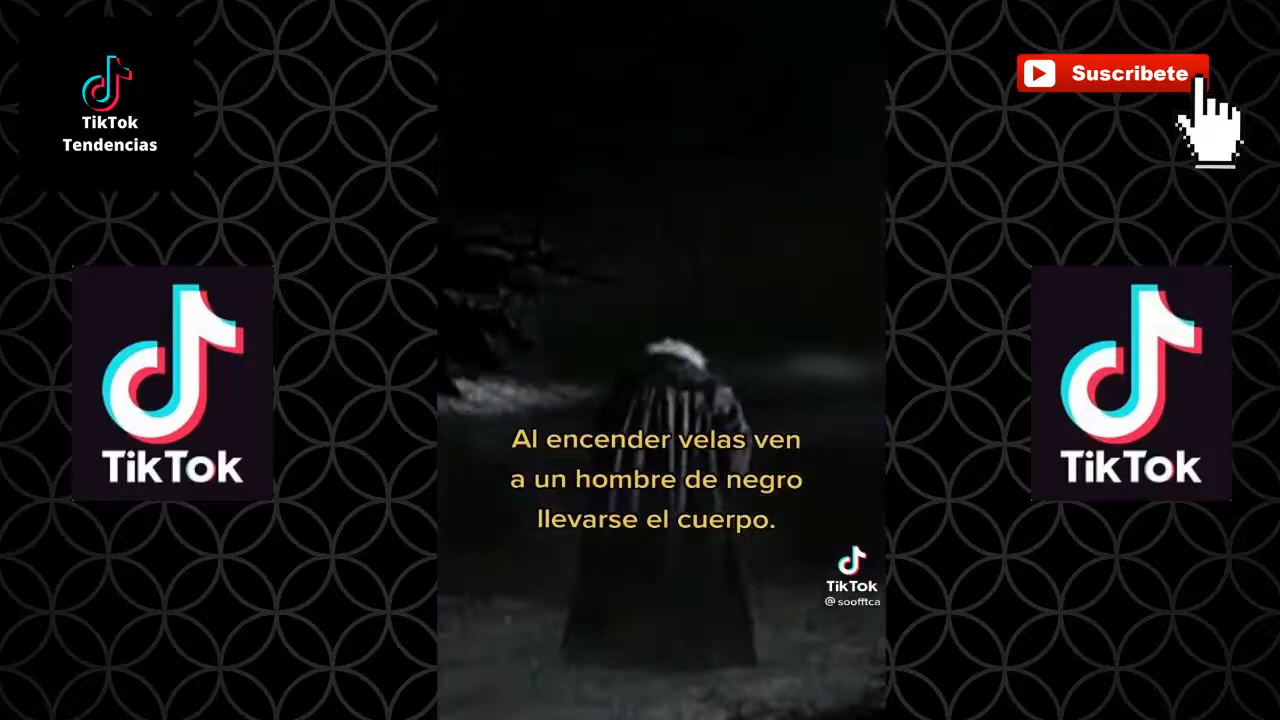 TikTok
Tendencias
Suscribete
TikTok
TikTok
Al encender velas ven
a un hombre de negro
llevarse el cuerpo.
TikTok
@soofftca